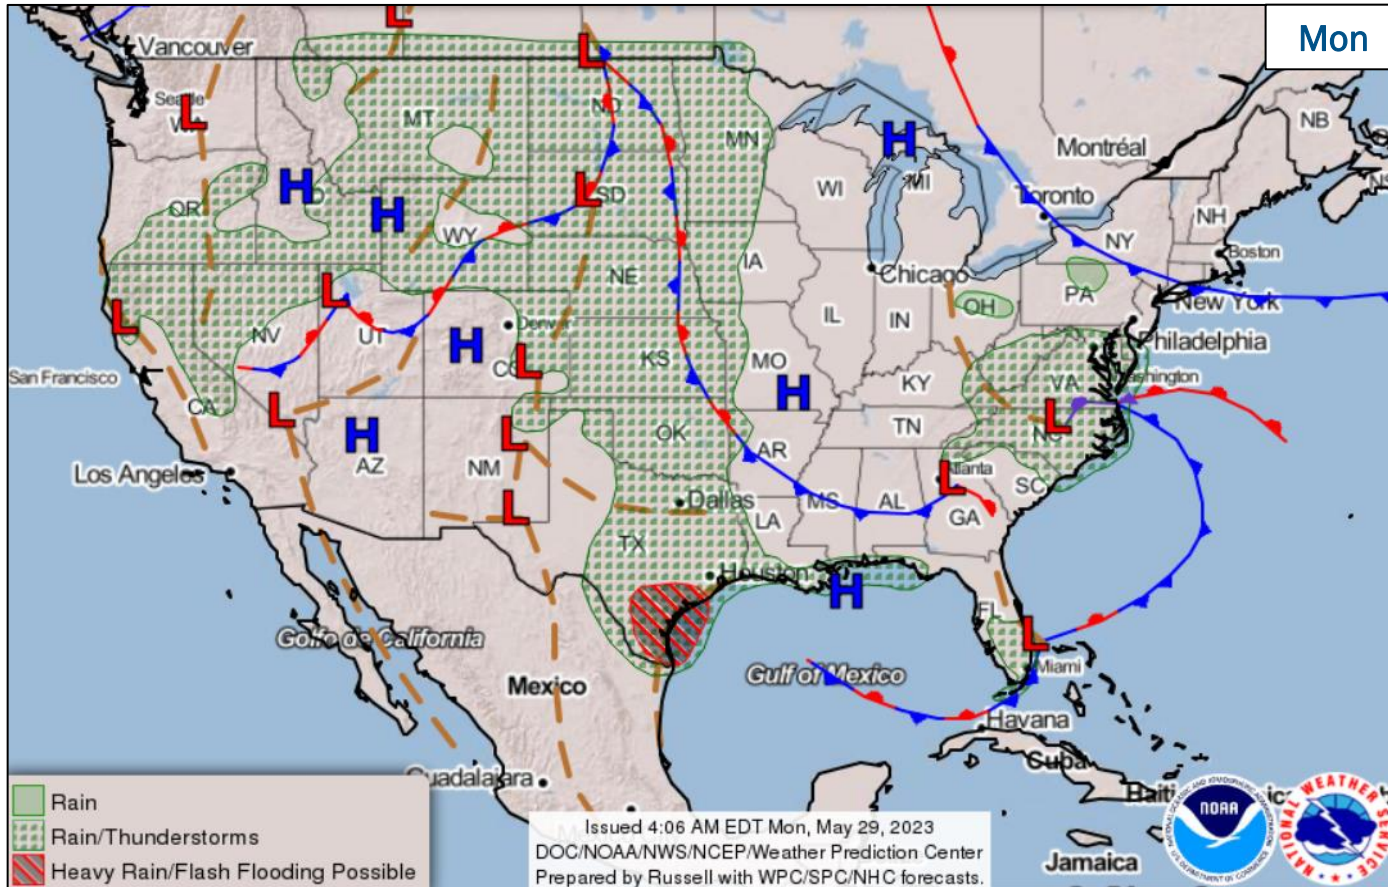 Mon
Vancouver
Seattle
WA
MT
ND
MN
Montréal
NB
OR
ID
SD
WI
MI
Toronto
NH
WY
NY
Boston
IA
Chicago
NE
PA
OH
New York
IL
IN
NV
UT
Denver
CO
KS
MO
Philadelphia
San Francisco
KY
VA
Washington
CA
OK
AR
TN
NC
Los Angeles
AZ
NM
Atlanta
SC
Dallas
LA
MS
AL
GA
TX
Houston
FL
Golfo de California
Miami
Gulf of Mexico
Mexico
Havana
Cuba
Guadalajara
Haiti
Jamaica
H
L
Rain
Rain/Thunderstorms
Heavy Rain/Flash Flooding Possible
Issued 4:06 AM EDT Mon, May 29, 2023
DOC/NOAA/NWS/NCEP/Weather Prediction Center
Prepared by Russell with WPC/SPC/NHC forecasts.
NOAA
NATIONAL WEATHER SERVICE